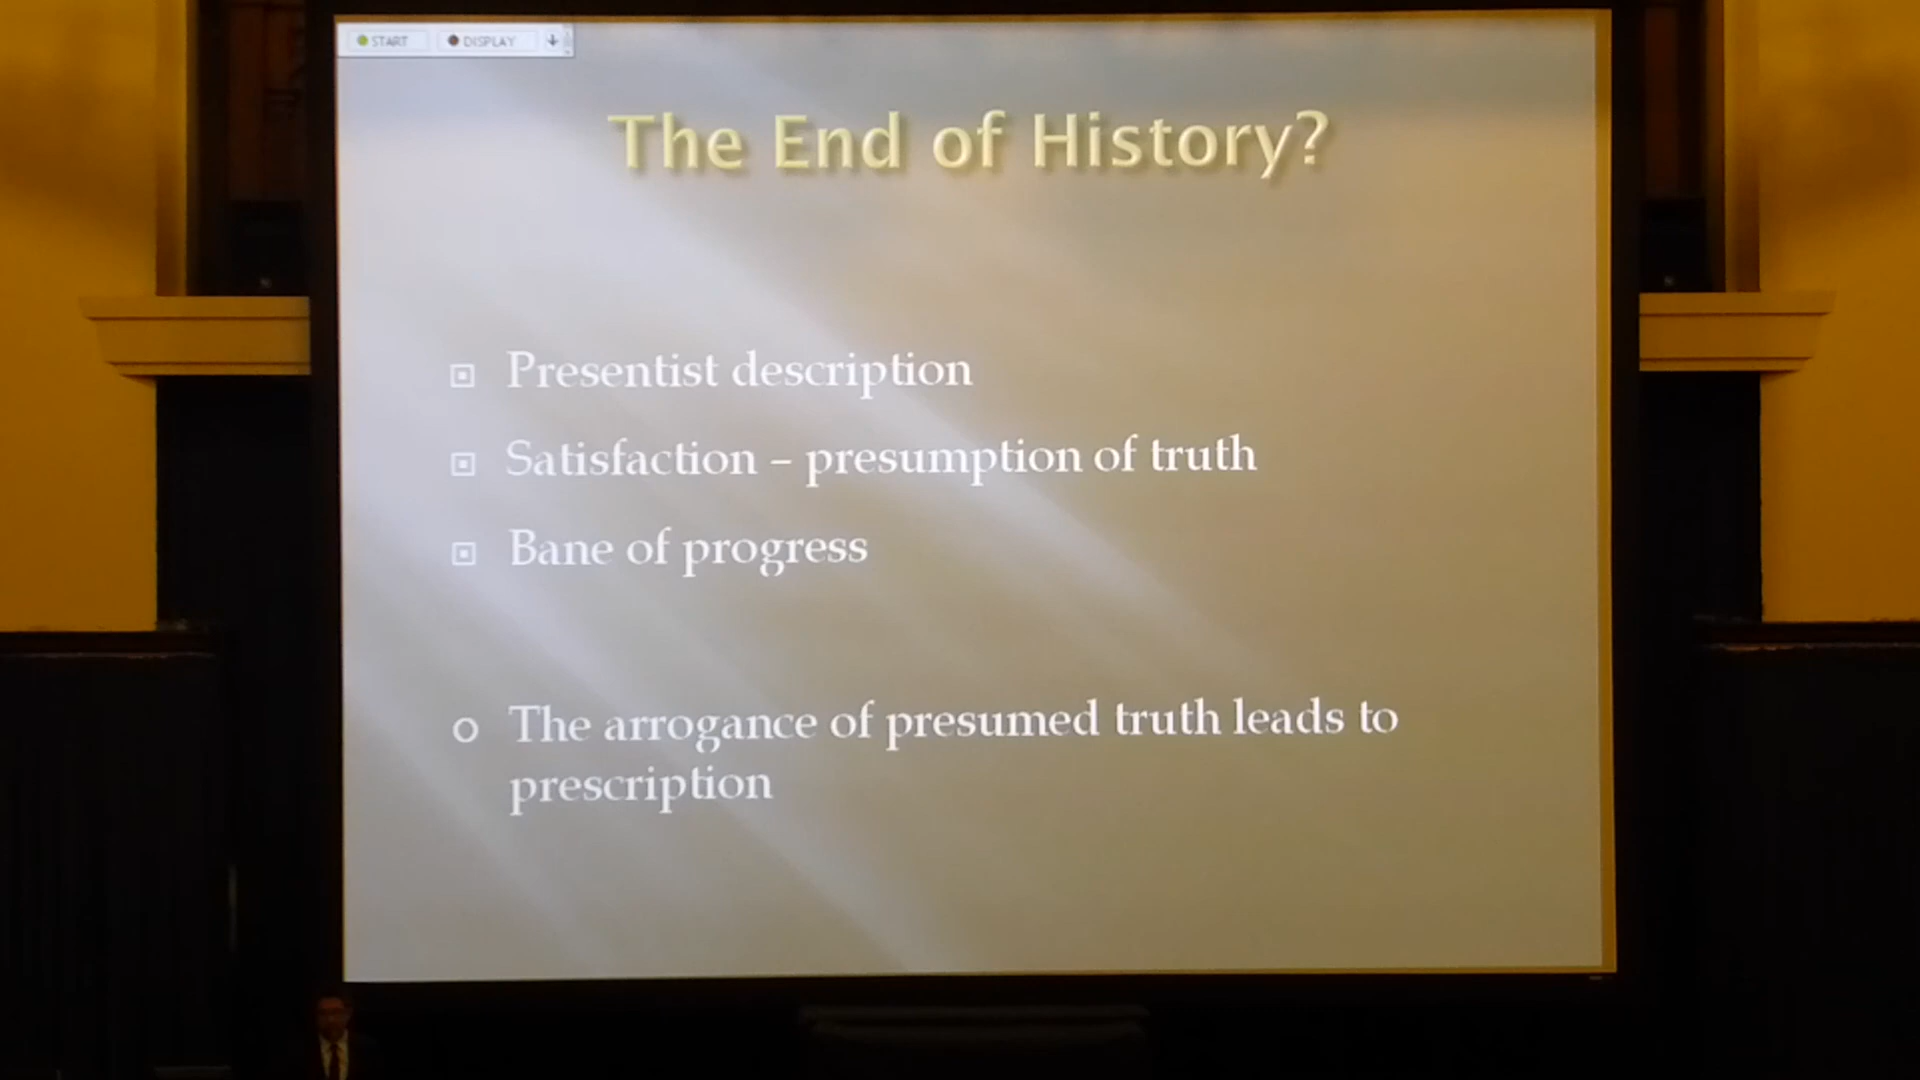 START DISPLAY
The End of History?
Presentist description
Satisfaction – presumption of truth
Bane of progress
The arrogance of presumed truth leads to
prescription